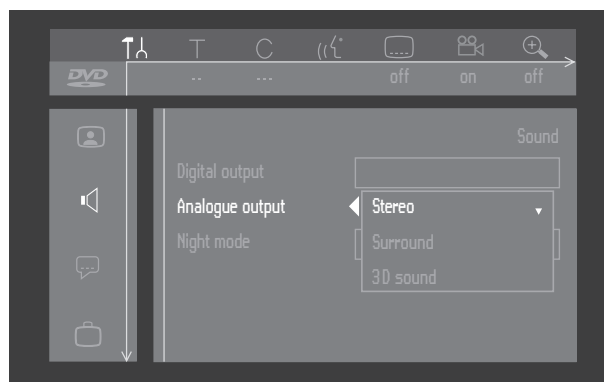 T C
DVD -- --- off on off
Sound
Digital output
Analogue output Stereo
Night mode Surround
3D sound